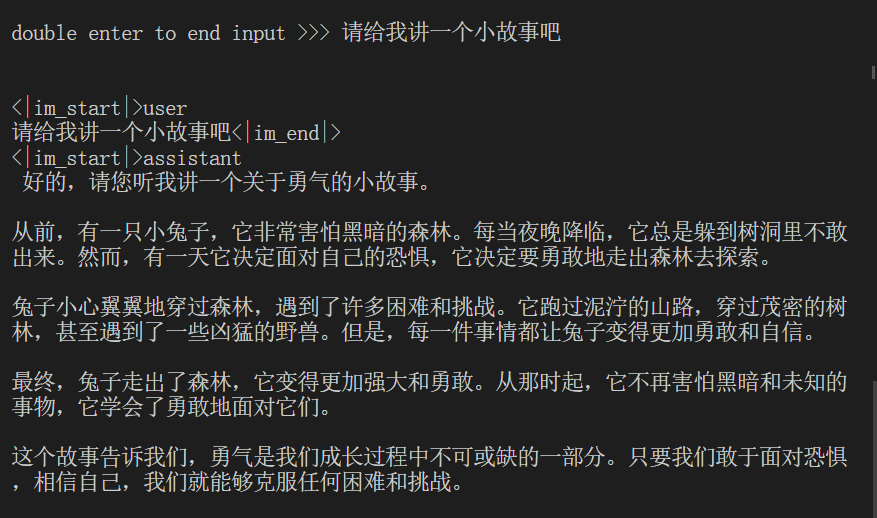 double enter to end input >>> 请给我讲一个小故事吧
<|im_start|>user
请给我讲一个小故事吧<|im_end|>
<|im_start|>assistant
好的，请您听我讲一个关于勇气的小故事。
从前，有一只小兔子，它非常害怕黑暗的森林。每当夜晚降临，它总是躲到树洞里不敢
出来。然而，有一天它决定面对自己的恐惧，它决定要勇敢地走出森林去探索。
兔子小心翼翼地穿过森林，遇到了许多困难和挑战。它跑过泥泞的山路，穿过茂密的树
林，甚至遇到了一些凶猛的野兽。但是，每一件事情都让兔子变得更加勇敢和自信。
最终，兔子走出了森林，它变得更加强大和勇敢。从那时起，它不再害怕黑暗和未知的
事物，它学会了勇敢地面对它们。
这个故事告诉我们，勇气是我们成长过程中不可或缺的一部分。只要我们敢于面对恐惧
，相信自己，我们就能够克服任何困难和挑战。